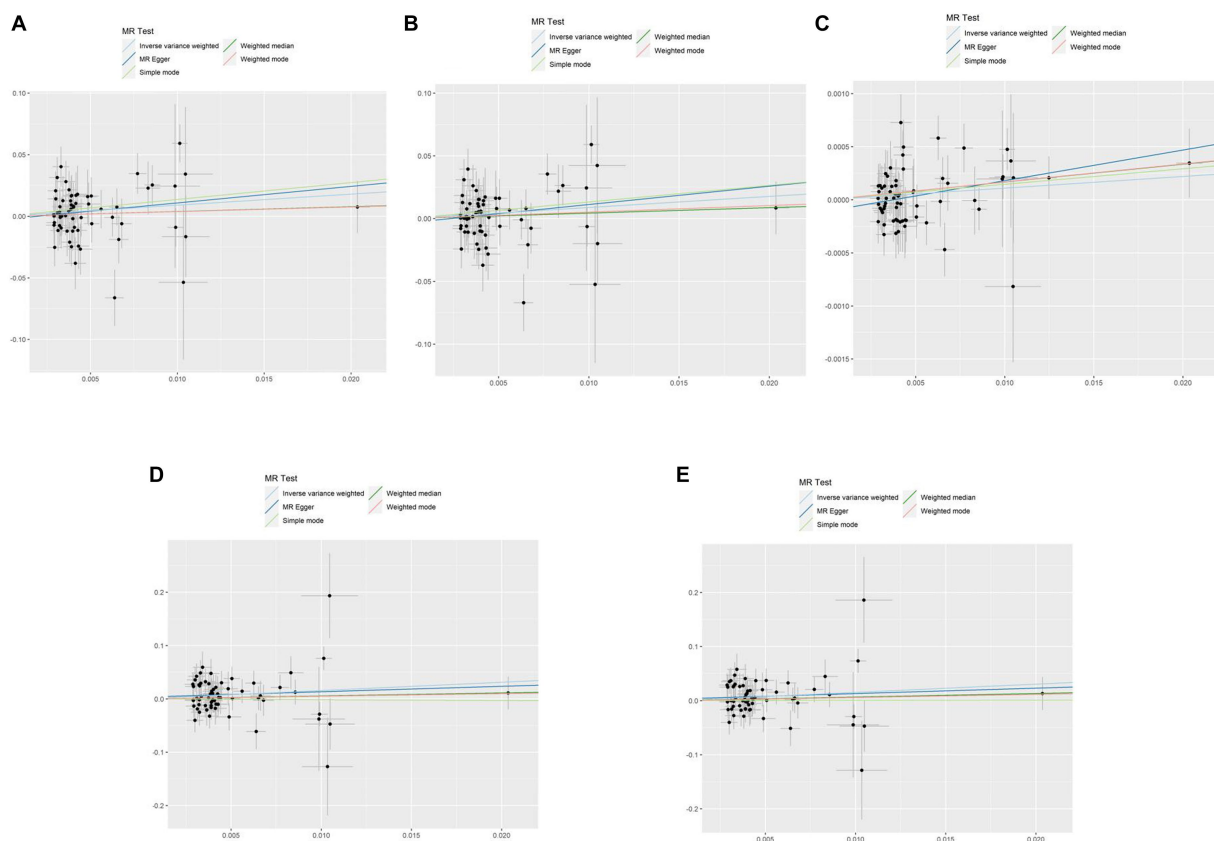 A
MR Test
Inverse variance weighted
Weighted median
MR Egger
Weighted mode
Simple mode
0.10
0.05
0.00
-0.05
-0.10
0.005
0.010
0.015
0.020
B
MR Test
Inverse variance weighted
Weighted median
MR Egger
Weighted mode
Simple mode
0.10
0.05
0.00
-0.05
-0.10
0.005
0.010
0.015
0.020
C
MR Test
Inverse variance weighted
Weighted median
MR Egger
Weighted mode
Simple mode
0.0010
0.0005
0.0000
-0.0005
-0.0010
-0.0015
0.005
0.010
0.015
0.020
D
MR Test
Inverse variance weighted
Weighted median
MR Egger
Weighted mode
Simple mode
0.2
0.1
0.0
-0.1
-0.2
0.005
0.010
0.015
0.020
E
MR Test
Inverse variance weighted
Weighted median
MR Egger
Weighted mode
Simple mode
0.2
0.1
0.0
-0.1
-0.2
0.005
0.010
0.015
0.020